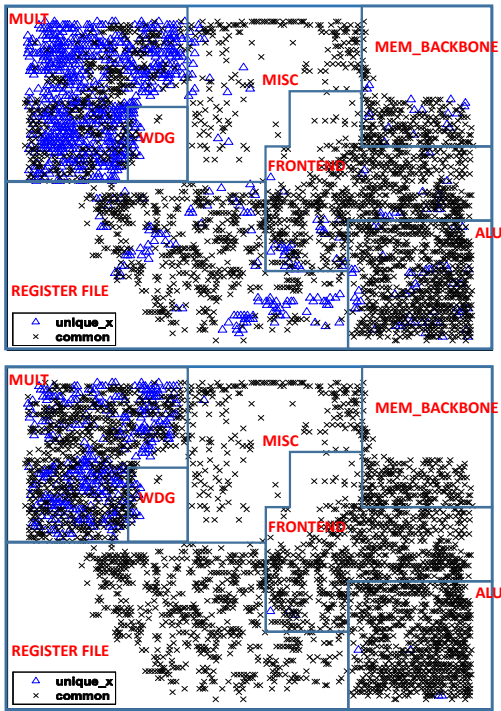 MULT
MEM_BACKBONE
MISC
WDG
FRONTEND
ALU
REGISTER FILE
unique_x
common
MULT
MEM_BACKBONE
MISC
WDG
FRONTEND
ALU
REGISTER FILE
unique_x
common